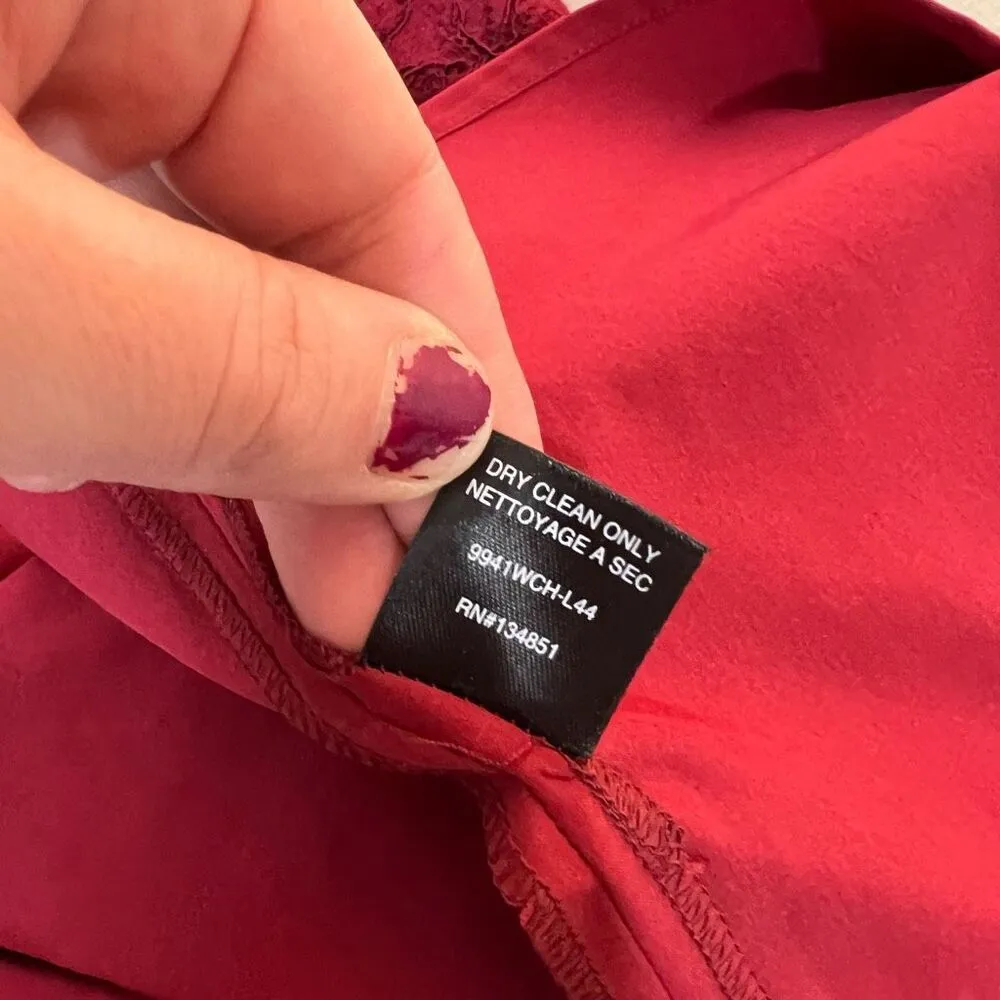 DRY CLEAN ONLY
NETTOYAGE A SEC
9941WCH-L44
RN#134851